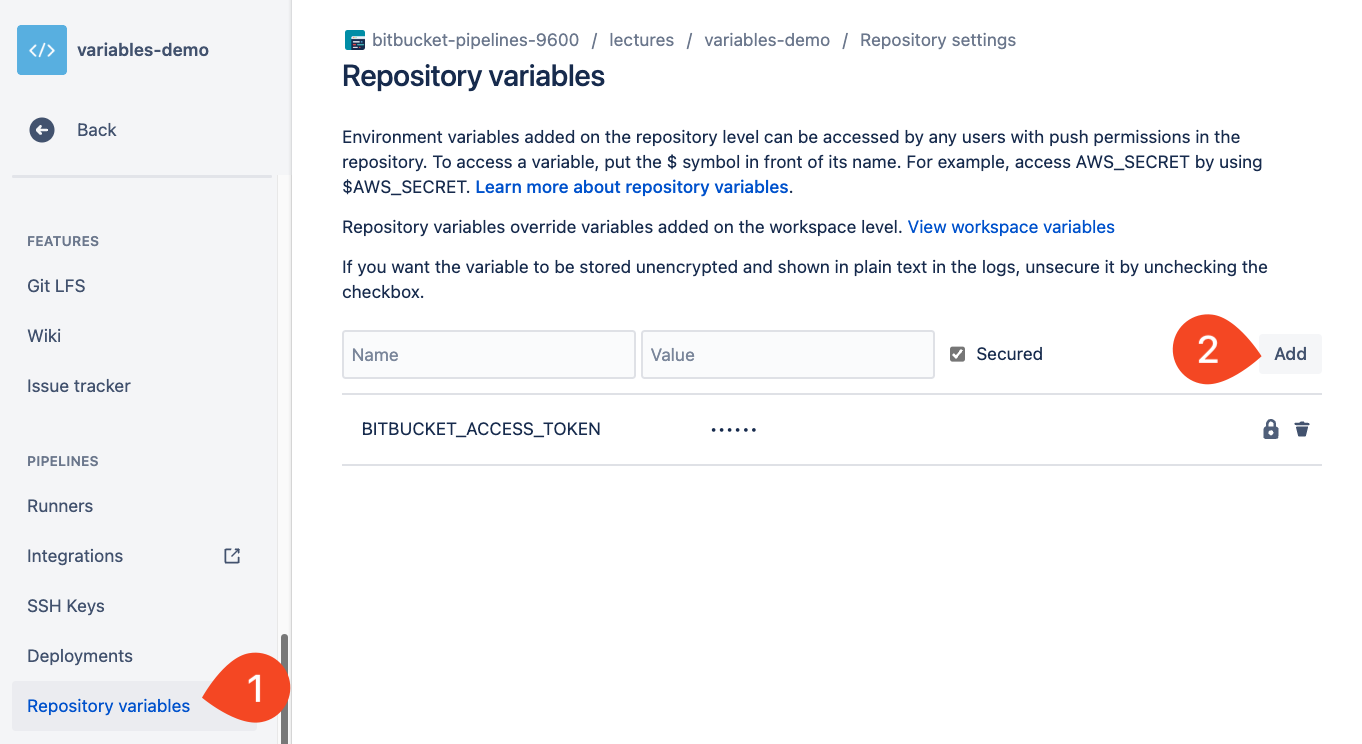 variables-demo
Back
FEATURES
Git LFS
Wiki
Issue tracker
PIPELINES
Runners
Integrations
SSH Keys
Deployments
Repository variables
1
bitbucket-pipelines-9600 / lectures / variables-demo / Repository settings
Repository variables
Environment variables added on the repository level can be accessed by any users with push permissions in the
repository. To access a variable, put the $ symbol in front of its name. For example, access AWS_SECRET by using
$AWS_SECRET. Learn more about repository variables.
Repository variables override variables added on the workspace level. View workspace variables
If you want the variable to be stored unencrypted and shown in plain text in the logs, unsecure it by unchecking the
checkbox.
Name Value Secured 2 Add
BITBUCKET_ACCESS_TOKEN ••••••